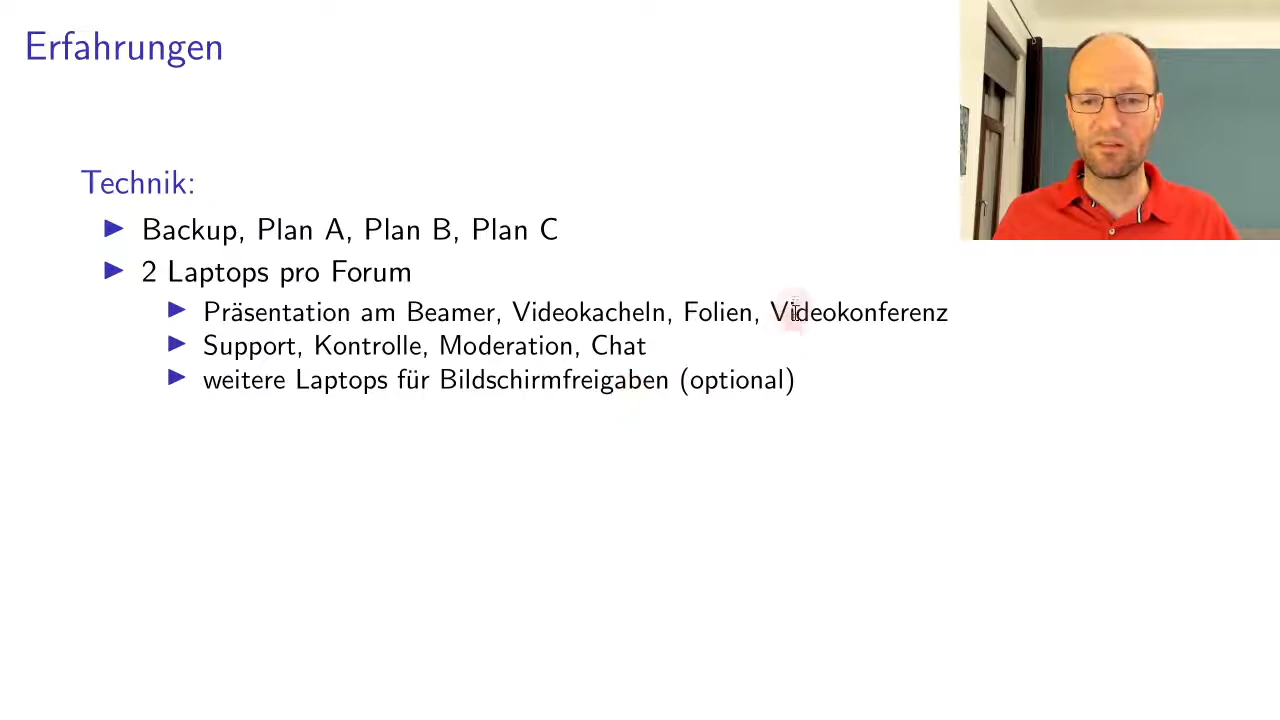 Erfahrungen
Technik:
Backup, Plan A, Plan B, Plan C
2 Laptops pro Forum
Präsentation am Beamer, Videokacheln, Folien, Videokonferenz
Support, Kontrolle, Moderation, Chat
weitere Laptops für Bildschirmfreigaben (optional)